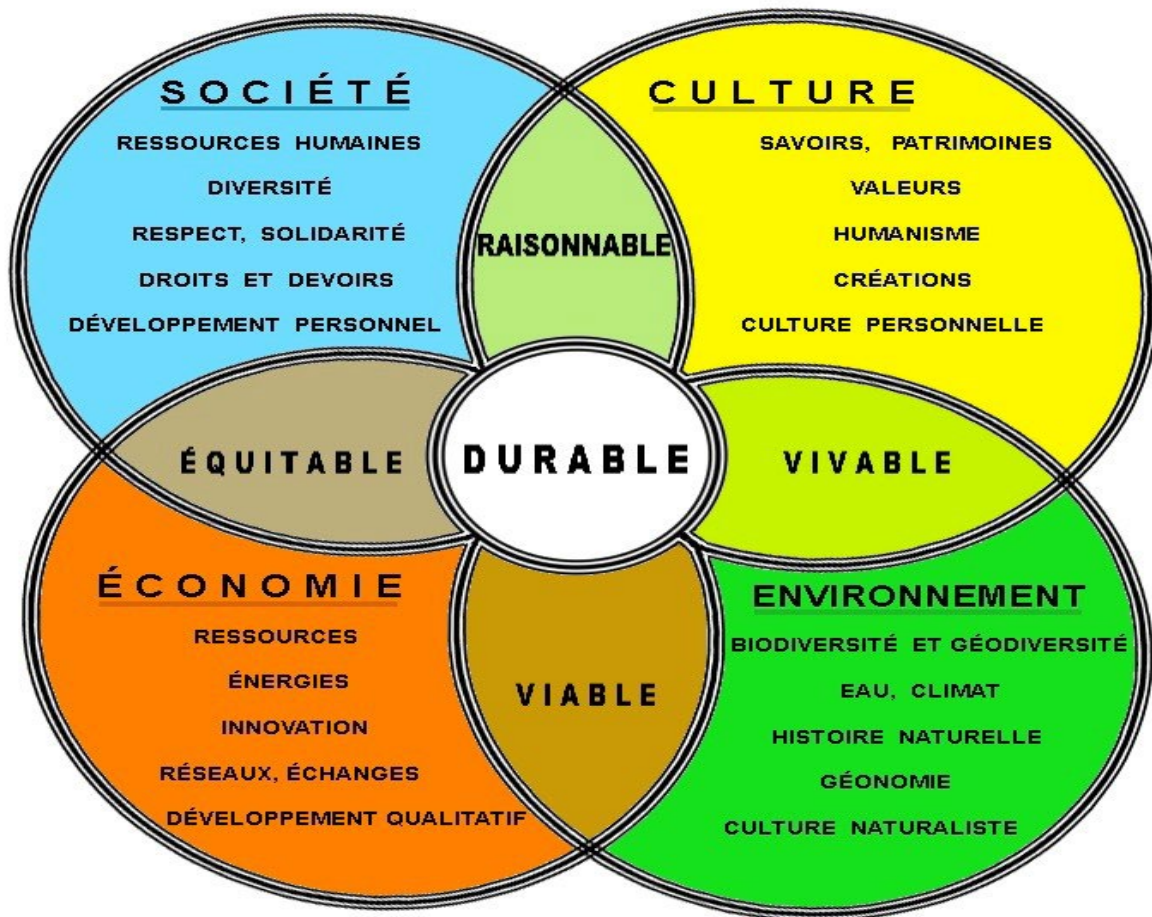 SOCIÉTÉ
RESSOURCES HUMAINES
DIVERSITÉ
RESPECT, SOLIDARITÉ
DROITS ET DEVOIRS
DÉVELOPPEMENT PERSONNEL
CULTURE
SAVOIRS, PATRIMOINES
VALEURS
HUMANISME
CRÉATIONS
CULTURE PERSONNELLE
RAISONNABLE
ÉQUITABLE
DURABLE
VIVABLE
ÉCONOMIE
RESSOURCES
ÉNERGIES
INNOVATION
RÉSEAUX, ÉCHANGES
DÉVELOPPEMENT QUALITATIF
VIABLE
ENVIRONNEMENT
BIODIVERSITÉ ET GÉODIVERSITÉ
EAU, CLIMAT
HISTOIRE NATURELLE
GÉONOMIE
CULTURE NATURALISTE